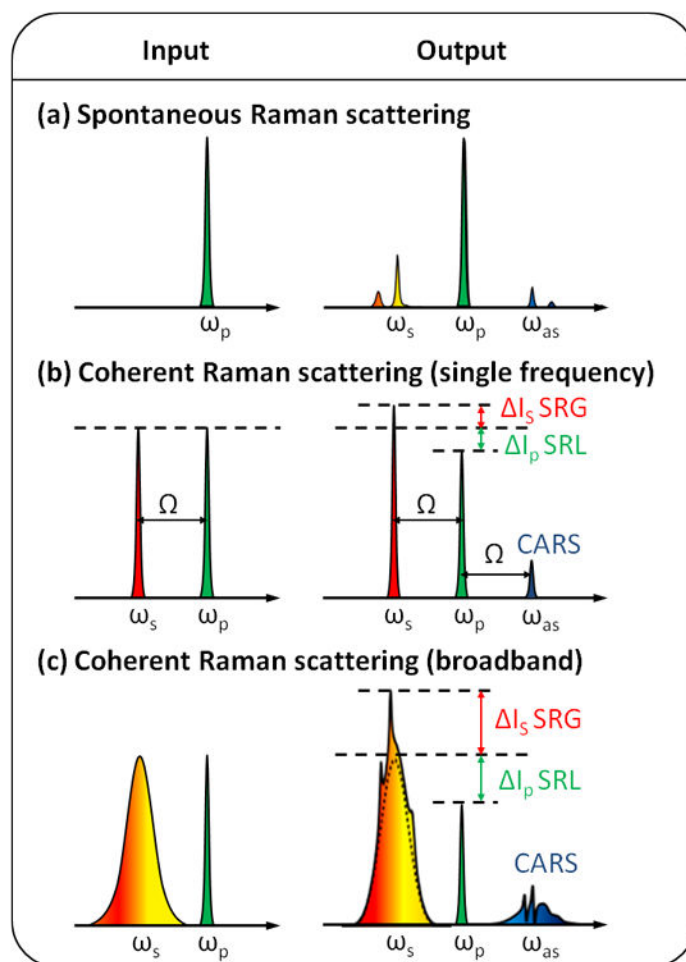 Input Output
(a) Spontaneous Raman scattering
ωp ωs ωp ωas
(b) Coherent Raman scattering (single frequency)
ΔIS SRG
ΔIp SRL
Ω Ω Ω CARS
ωs ωp ωp ωas
(c) Coherent Raman scattering (broadband)
ΔIS SRG
ΔIp SRL
CARS
ωs ωp ωs ωp ωas